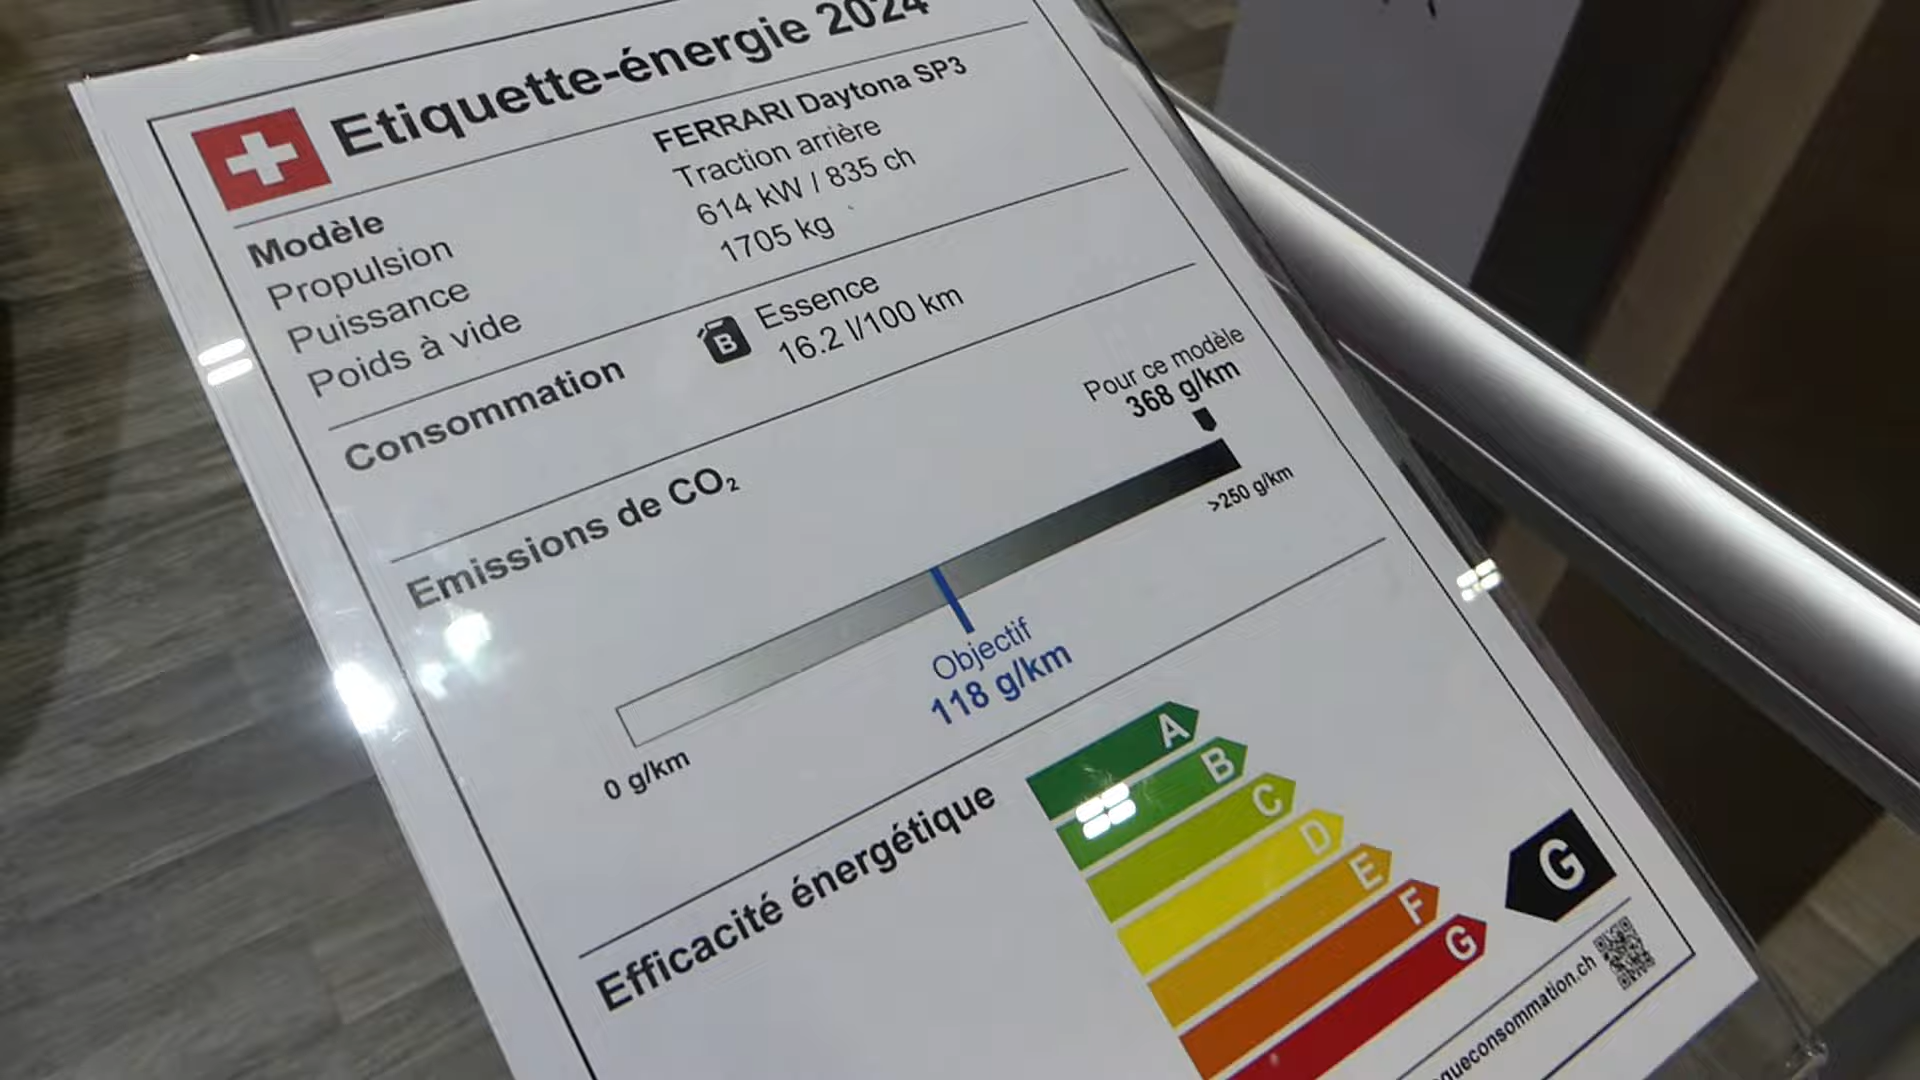 Etiquette-énergie 2024
Modèle FERRARI Daytona SP3
Propulsion Traction arrière
Puissance 614 kW / 835 ch
Poids à vide 1705 kg
Consommation B Essence
16.2 l/100 km
Emissions de CO₂
Pour ce modèle
368 g/km
>250 g/km
Objectif
118 g/km
0 g/km
Efficacité énergétique
A
B
C
D
E
F
G
G
queconsommation.ch